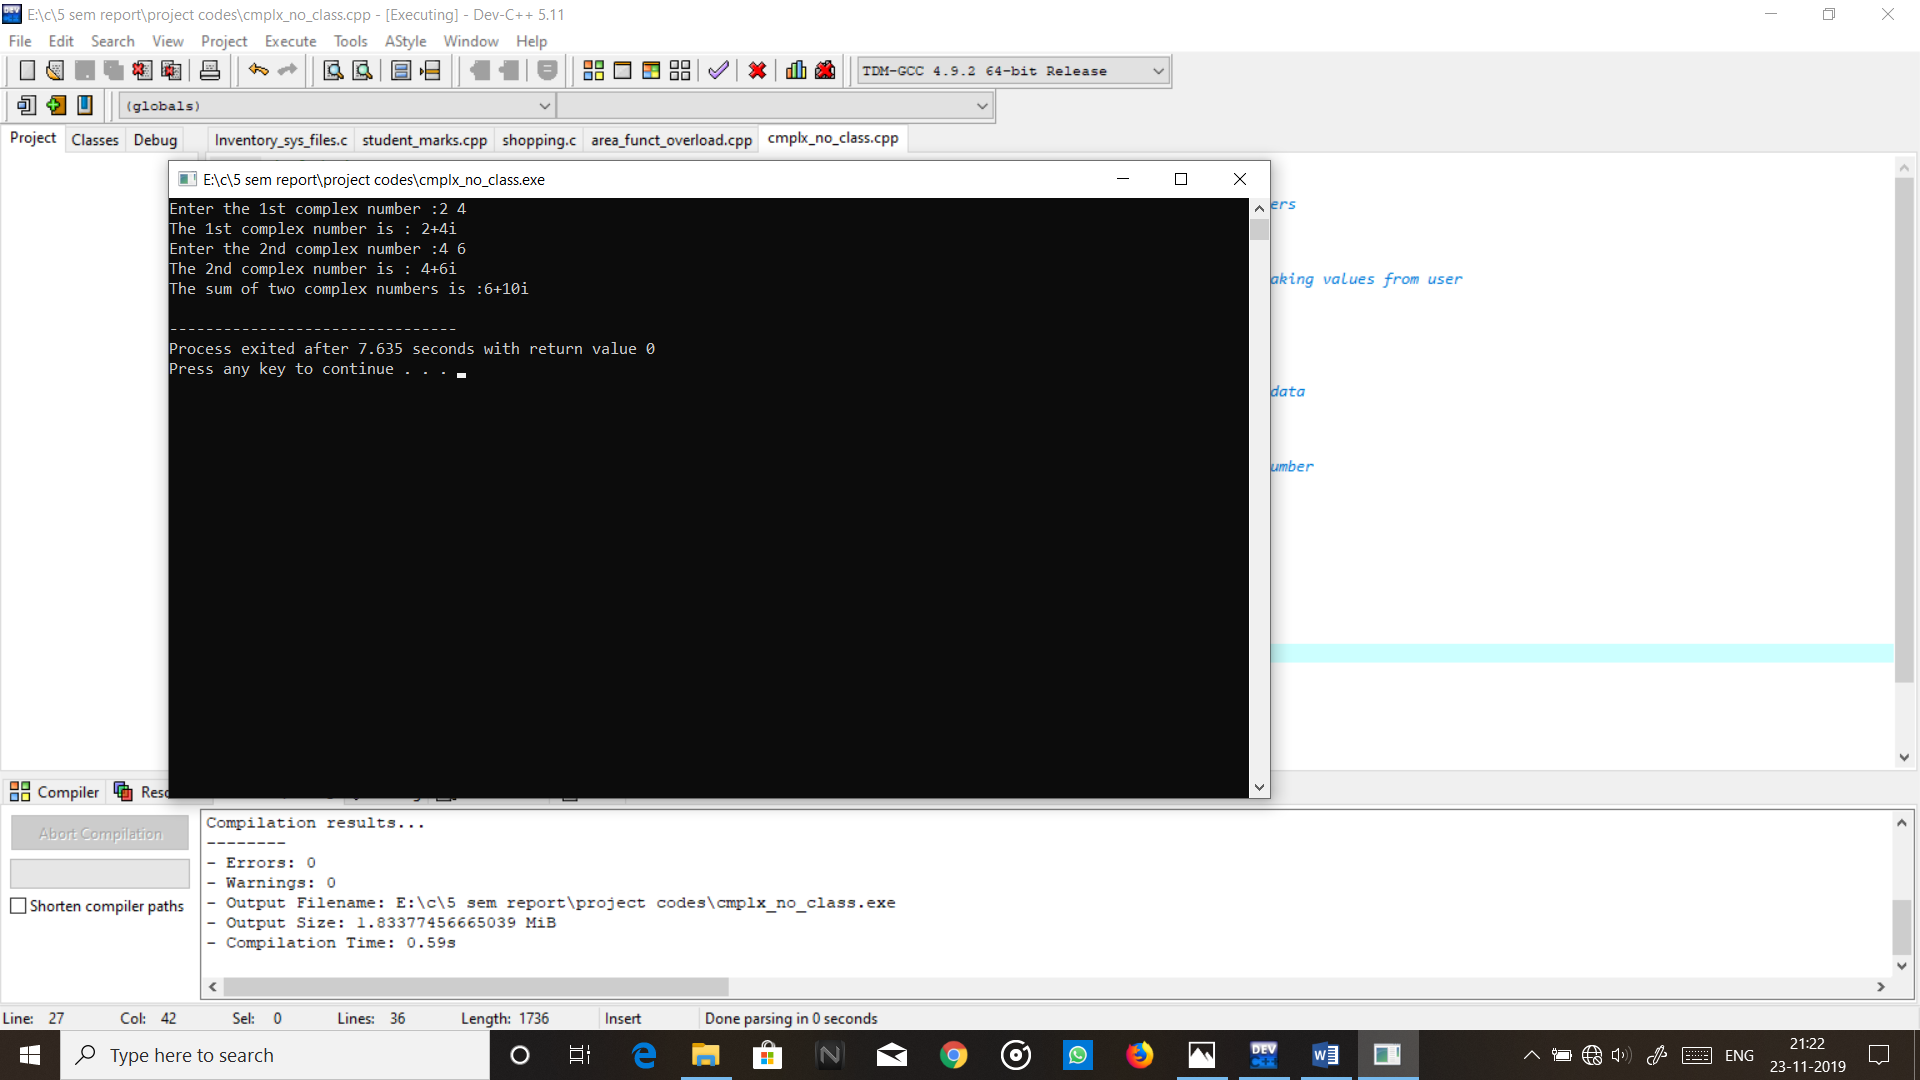 E:\c\5 sem report\project codes\cmplx_no_class.cpp - [Executing] - Dev-C++ 5.11
File Edit Search View Project Execute Tools AStyle Window Help
TDM-GCC 4.9.2 64-bit Release
(globals)
Project Classes Debug Inventory_sys_files.c student_marks.cpp shopping.c area_funct_overload.cpp cmplx_no_class.cpp
E:\c\5 sem report\project codes\cmplx_no_class.exe
Enter the 1st complex number :2 4
ers
The 1st complex number is : 2+4i
Enter the 2nd complex number :4 6
The 2nd complex number is : 4+6i
aking values from user
The sum of two complex numbers is :6+10i
--------------------------------
Process exited after 7.635 seconds with return value 0
Press any key to continue . . .
data
umber
Compiler Reso
Abort Compilation
Shorten compiler paths
Compilation results...
--------
- Errors: 0
- Warnings: 0
- Output Filename: E:\c\5 sem report\project codes\cmplx_no_class.exe
- Output Size: 1.83377456665039 MiB
- Compilation Time: 0.59s
Line: 27 Col: 42 Sel: 0 Lines: 36 Length: 1736 Insert Done parsing in 0 seconds
Type here to search
DEV C++
ENG
21:22
23-11-2019